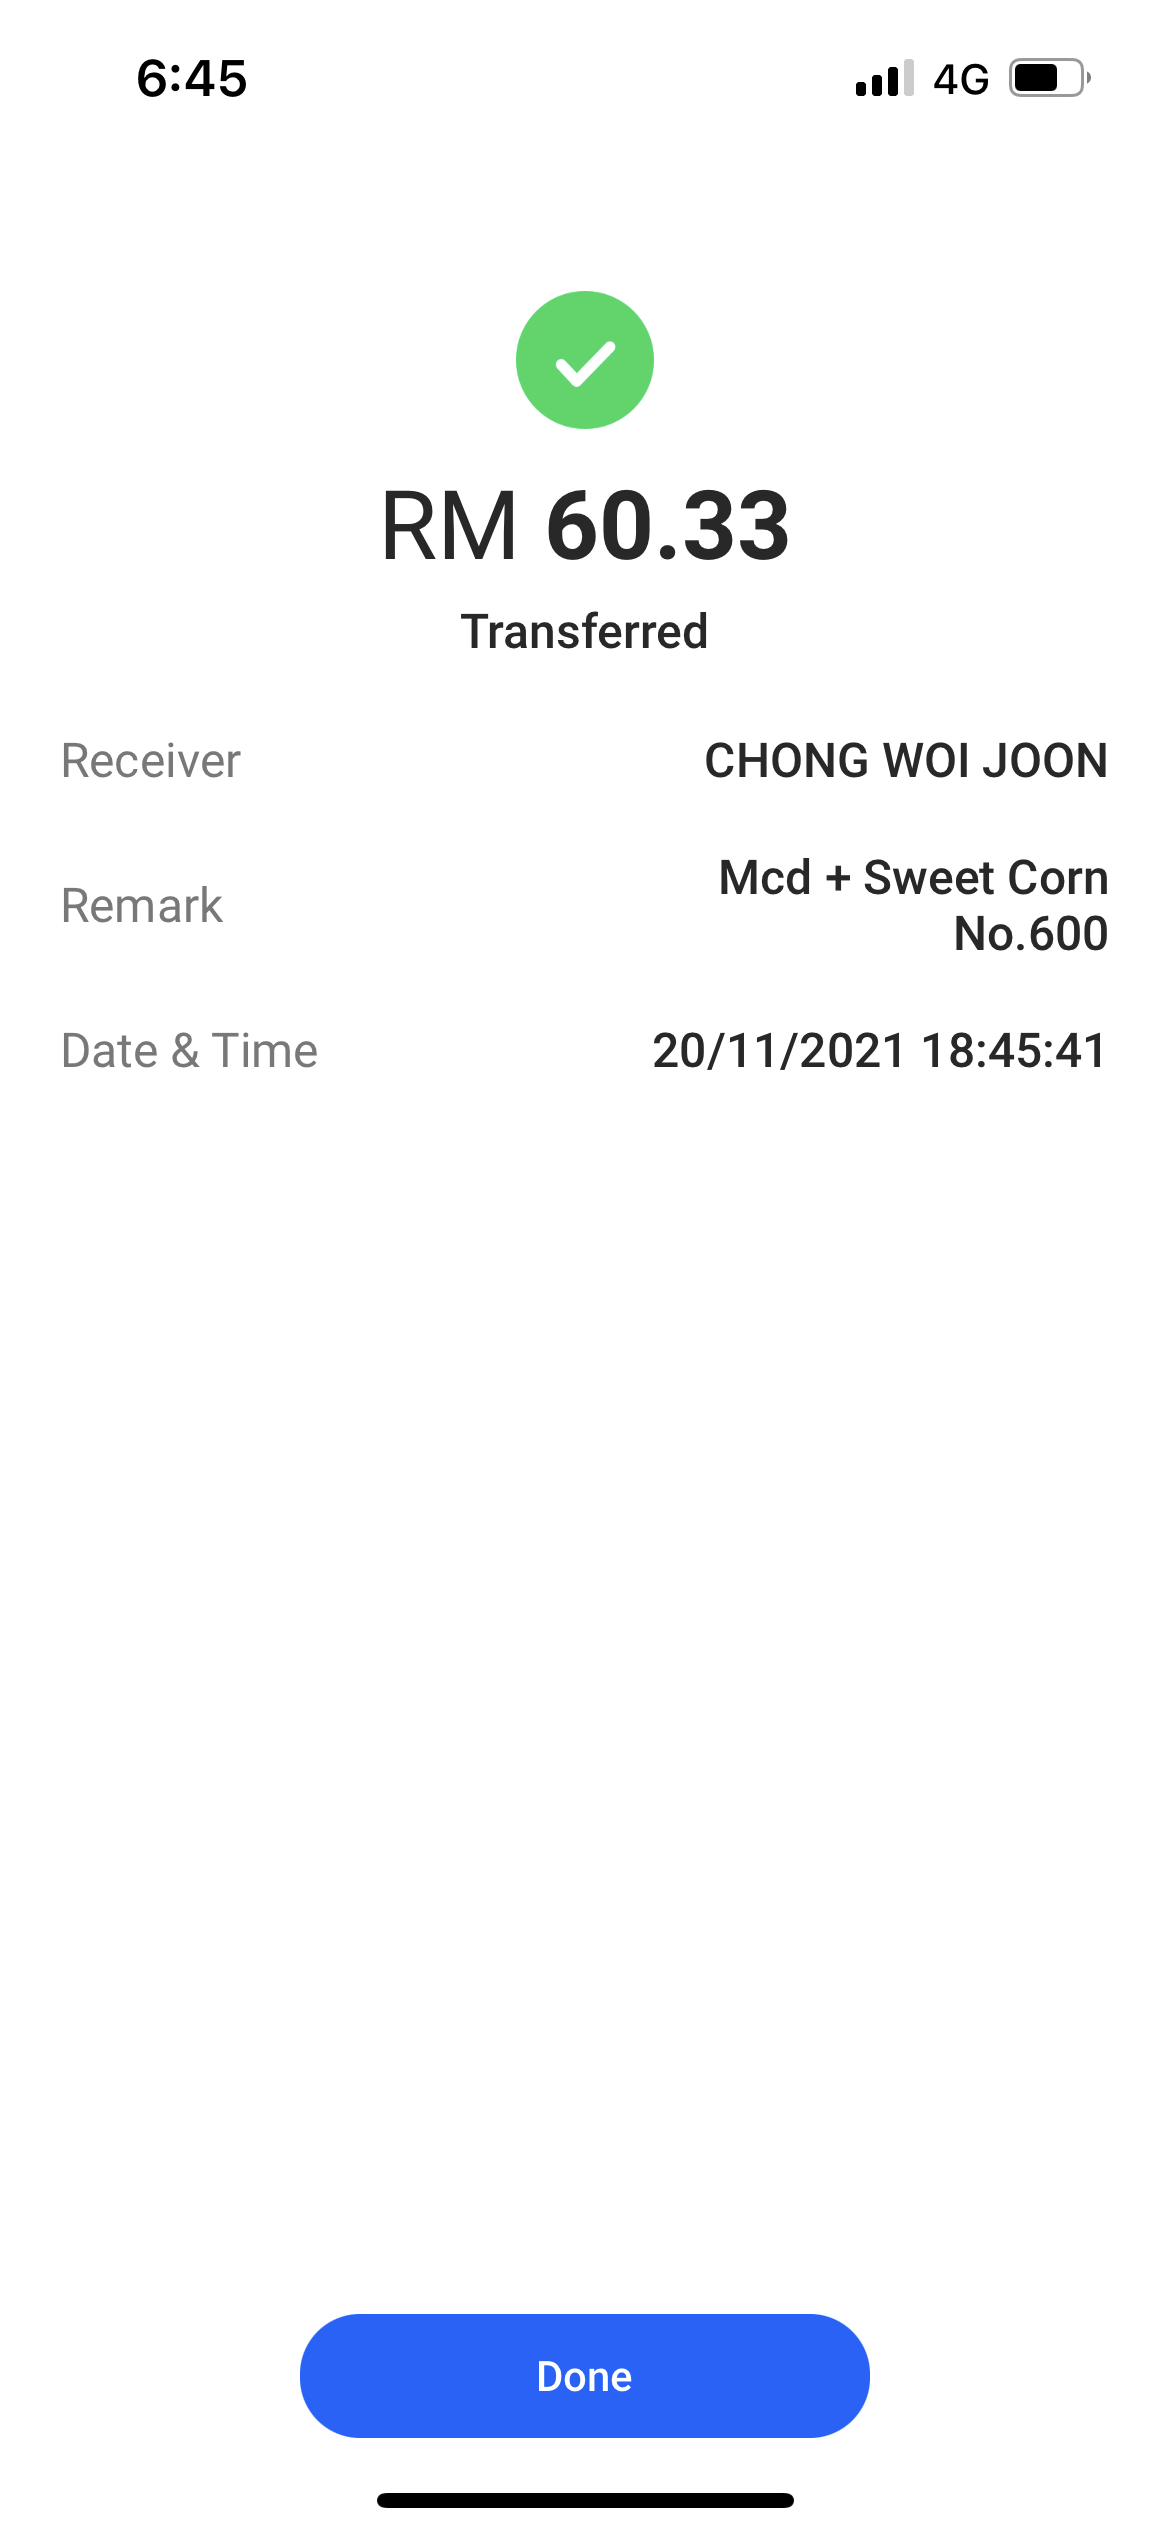 6:45
4G
RM 60.33
Transferred
Receiver CHONG WOI JOON
Remark Mcd + Sweet Corn
No.600
Date & Time 20/11/2021 18:45:41
Done